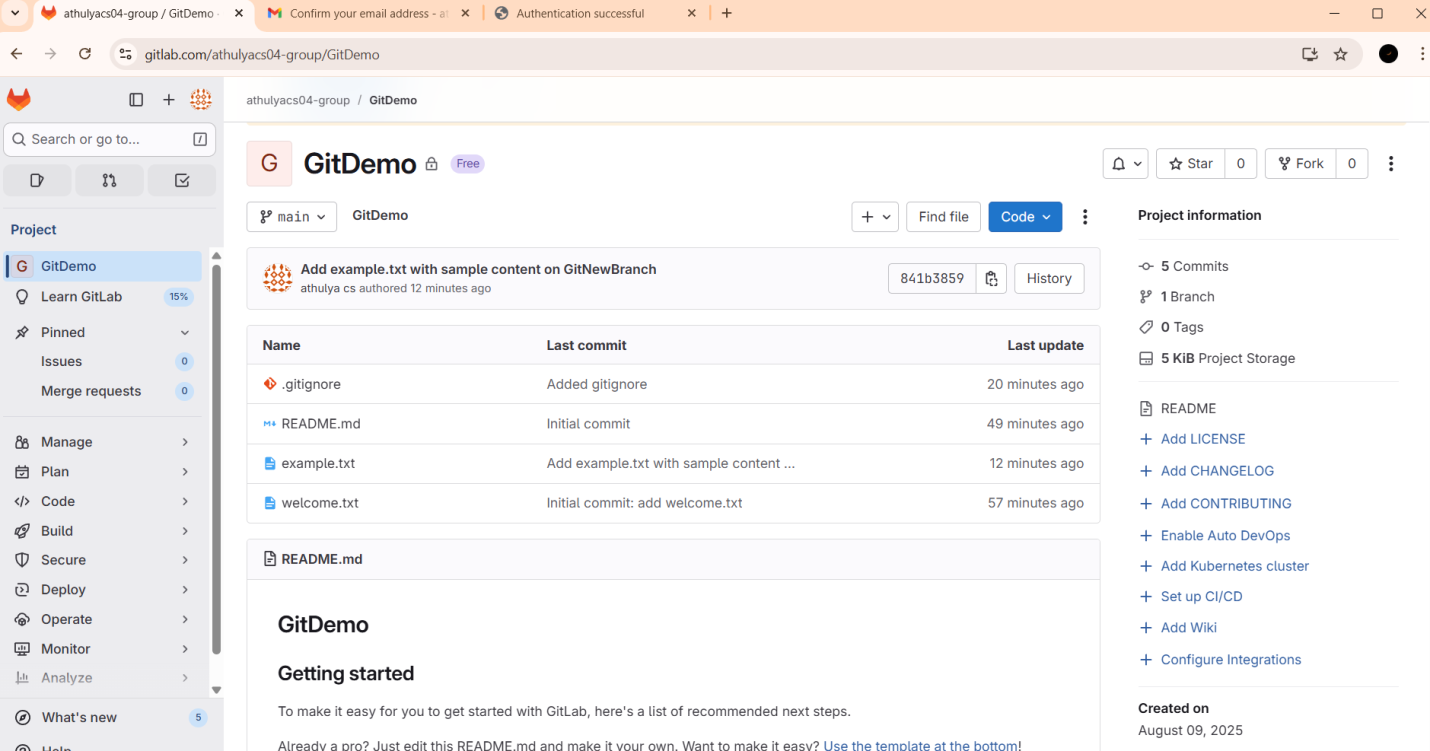 athulyacs04-group / GitDemo ·
Confirm your email address - at
Authentication successful
gitlab.com/athulyacs04-group/GitDemo
athulyacs04-group / GitDemo
Search or go to... /
G GitDemo Free
Star 0 Fork 0
main GitDemo Find file Code
Project
G GitDemo
Learn GitLab 15%
Pinned
Issues 0
Merge requests 0
Manage
Plan
Code
Build
Secure
Deploy
Operate
Monitor
Analyze
What's new 5
Help
Add example.txt with sample content on GitNewBranch
athulya cs authored 12 minutes ago
841b3859 History
Name Last commit Last update
.gitignore Added gitignore 20 minutes ago
README.md Initial commit 49 minutes ago
example.txt Add example.txt with sample content ... 12 minutes ago
welcome.txt Initial commit: add welcome.txt 57 minutes ago
README.md
GitDemo
Getting started
To make it easy for you to get started with GitLab, here's a list of recommended next steps.
Already a pro? Just edit this README.md and make it your own. Want to make it easy? Use the template at the bottom!
Project information
5 Commits
1 Branch
0 Tags
5 KiB Project Storage
README
Add LICENSE
Add CHANGELOG
Add CONTRIBUTING
Enable Auto DevOps
Add Kubernetes cluster
Set up CI/CD
Add Wiki
Configure Integrations
Created on
August 09, 2025